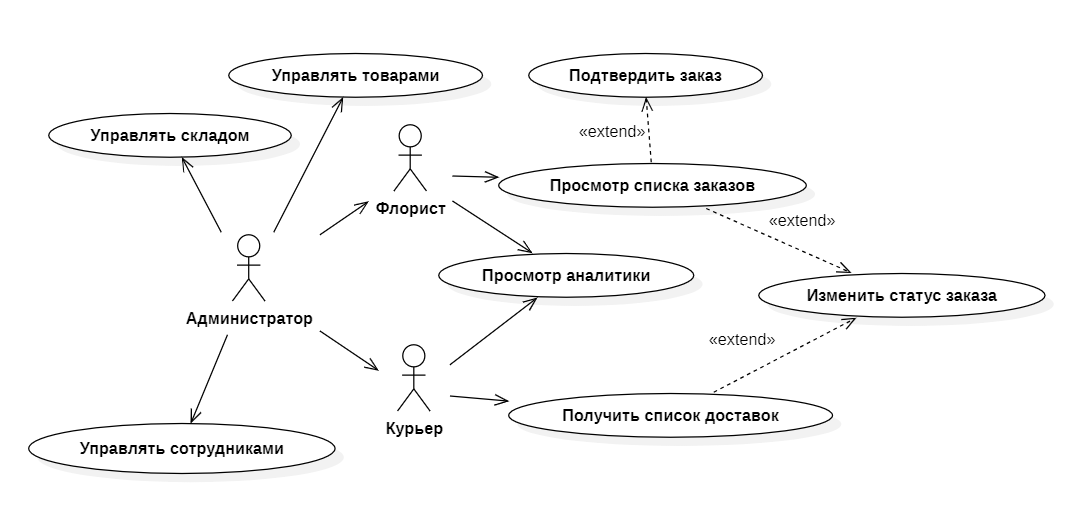 Управлять товарами
Подтвердить заказ
Управлять складом
«extend»
Просмотр списка заказов
Флорист
«extend»
Просмотр аналитики
Изменить статус заказа
Администратор
«extend»
Получить список доставок
Курьер
Управлять сотрудниками